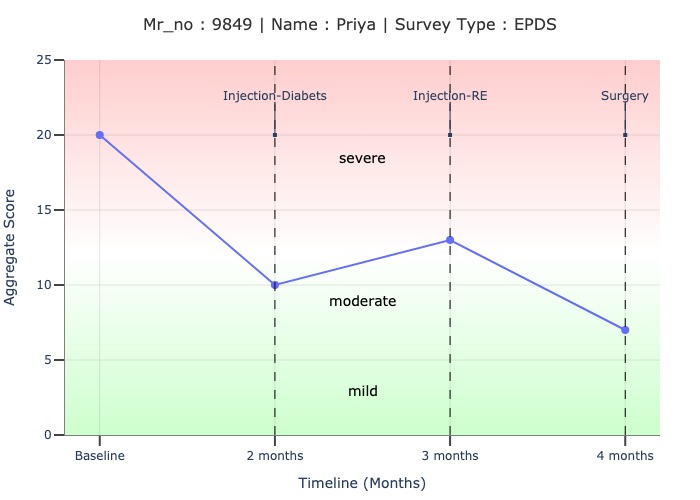 Mr_no : 9849 | Name : Priya | Survey Type : EPDS
25
Injection-Diabets
Injection-RE
Surgery
20
severe
15
Aggregate Score
10
moderate
5
mild
0
Baseline
2 months
3 months
4 months
Timeline (Months)